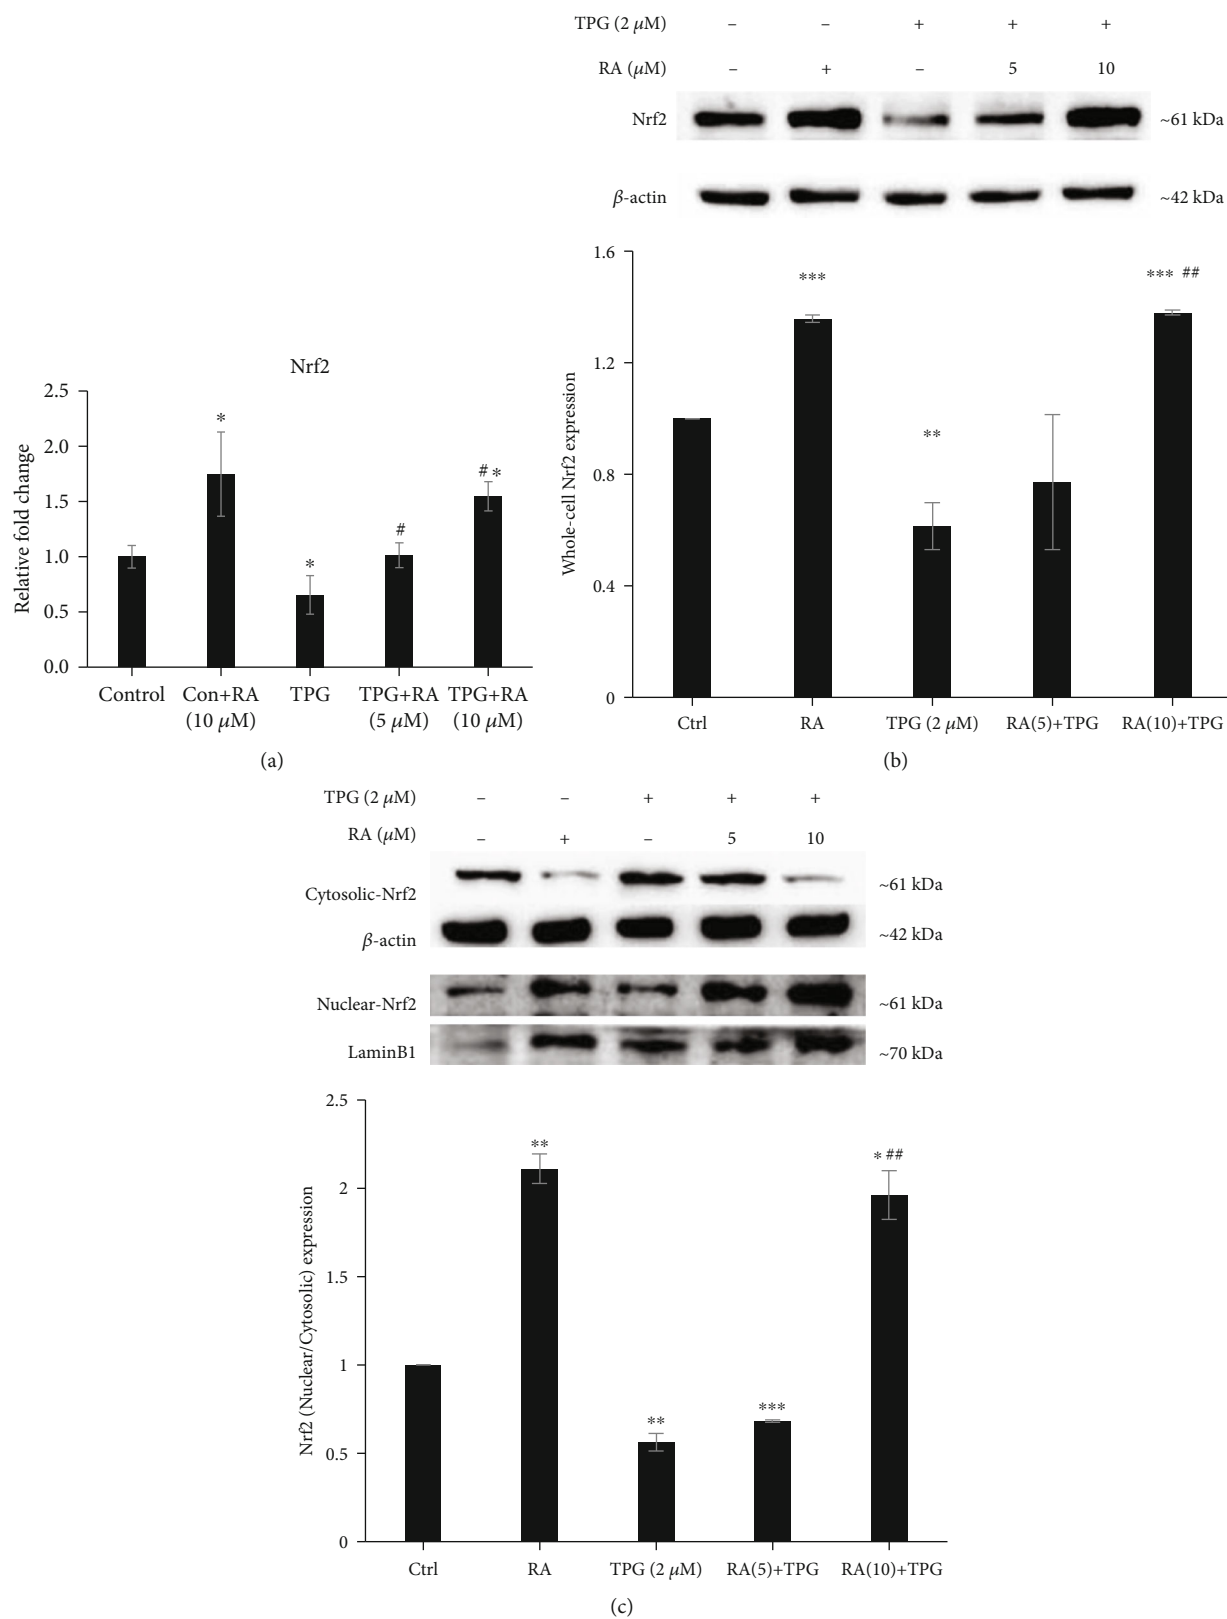 TPG (2 μM) – – + + +
RA (μM) – + – 5 10
Nrf2 ~61 kDa
β-actin ~42 kDa
Nrf2
2.5
2.0
1.5
1.0
0.5
0.0
Relative fold change
* * # # *
Control Con+RA TPG TPG+RA TPG+RA
(10 μM) (5 μM) (10 μM)
(a)
1.6
1.2
0.8
0.4
0
Whole-cell Nrf2 expression
*** ** *** ##
Ctrl RA TPG (2 μM) RA(5)+TPG RA(10)+TPG
(b)
TPG (2 μM) – – + + +
RA (μM) – + – 5 10
Cytosolic-Nrf2 ~61 kDa
β-actin ~42 kDa
Nuclear-Nrf2 ~61 kDa
LaminB1 ~70 kDa
2.5
2
1.5
1
0.5
0
Nrf2 (Nuclear/Cytosolic) expression
** ** *** * ##
Ctrl RA TPG (2 μM) RA(5)+TPG RA(10)+TPG
(c)